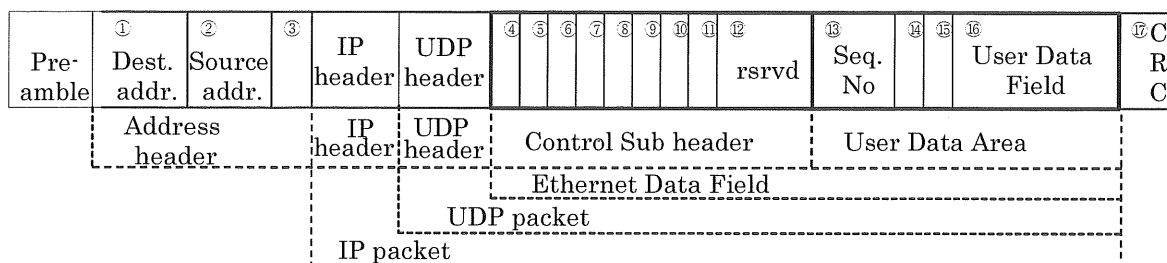 ① ② ③ ④ ⑤ ⑥ ⑦ ⑧ ⑨ ⑩ ⑪ ⑫ ⑬ ⑭ ⑮ ⑯ ⑰
Pre-
amble
Dest.
addr.
Source
addr.
IP
header
UDP
header
rsrvd
Seq.
No
User Data
Field
C
R
C
Address
header
IP
header
UDP
header
Control Sub header
User Data Area
Ethernet Data Field
UDP packet
IP packet